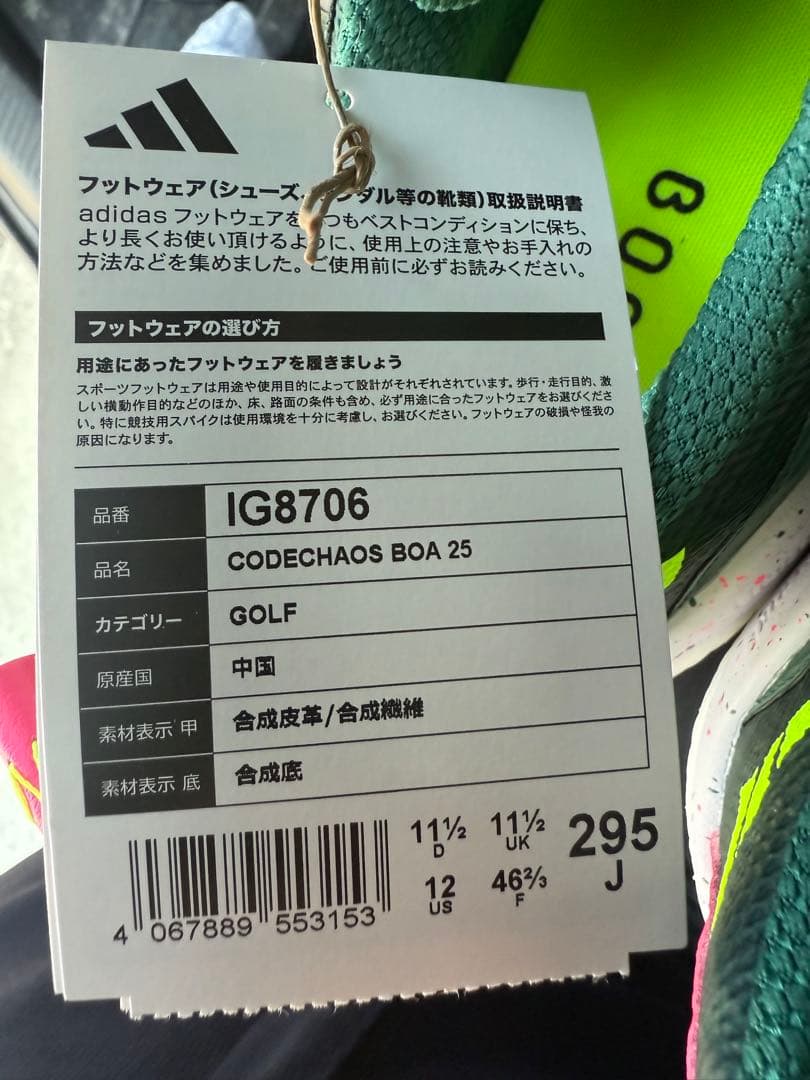 フットウェア(シューズ、サンダル等の靴類)取扱説明書
adidas フットウェアをいつもベストコンディションに保ち、
より長くお使い頂けるように、使用上の注意やお手入れの
方法などを集めました。ご使用前に必ずお読みください。
フットウェアの選び方
用途にあったフットウェアを履きましょう
スポーツフットウェアは用途や使用目的によって設計がそれぞれされています。歩行・走行目的、激
しい横動作目的などのほか、床、路面の条件も含め、必ず用途に合ったフットウェアをお選びくださ
い。特に競技用スパイクは使用環境を十分に考慮し、お選びください。フットウェアの破損や怪我の
原因になります。
品番 IG8706
品名 CODECHAOS BOA 25
カテゴリー GOLF
原産国 中国
素材表示 甲 合成皮革/合成繊維
素材表示 底 合成底
11½ D 11½ UK 295 J
12 US 46⅔ F
4 067889 553153